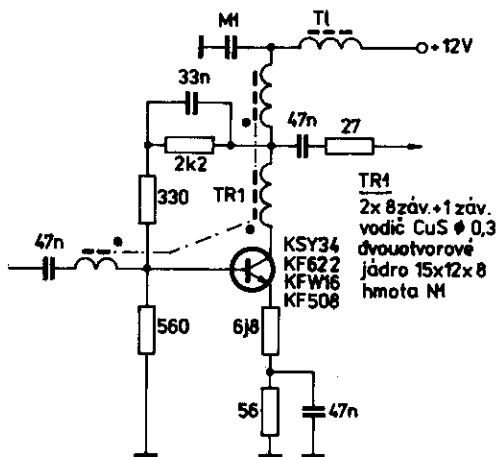 M1
Tl
+12V
33n
2k2
47n
27
330
TR1
TR1
2x 8 záv.+1 záv.
vodič CuS ϕ 0,3
dvouotvorové
jádro 15x12x8
hmota N1
47n
KSY34
KF622
KFW16
KF508
560
6j8
56
47n